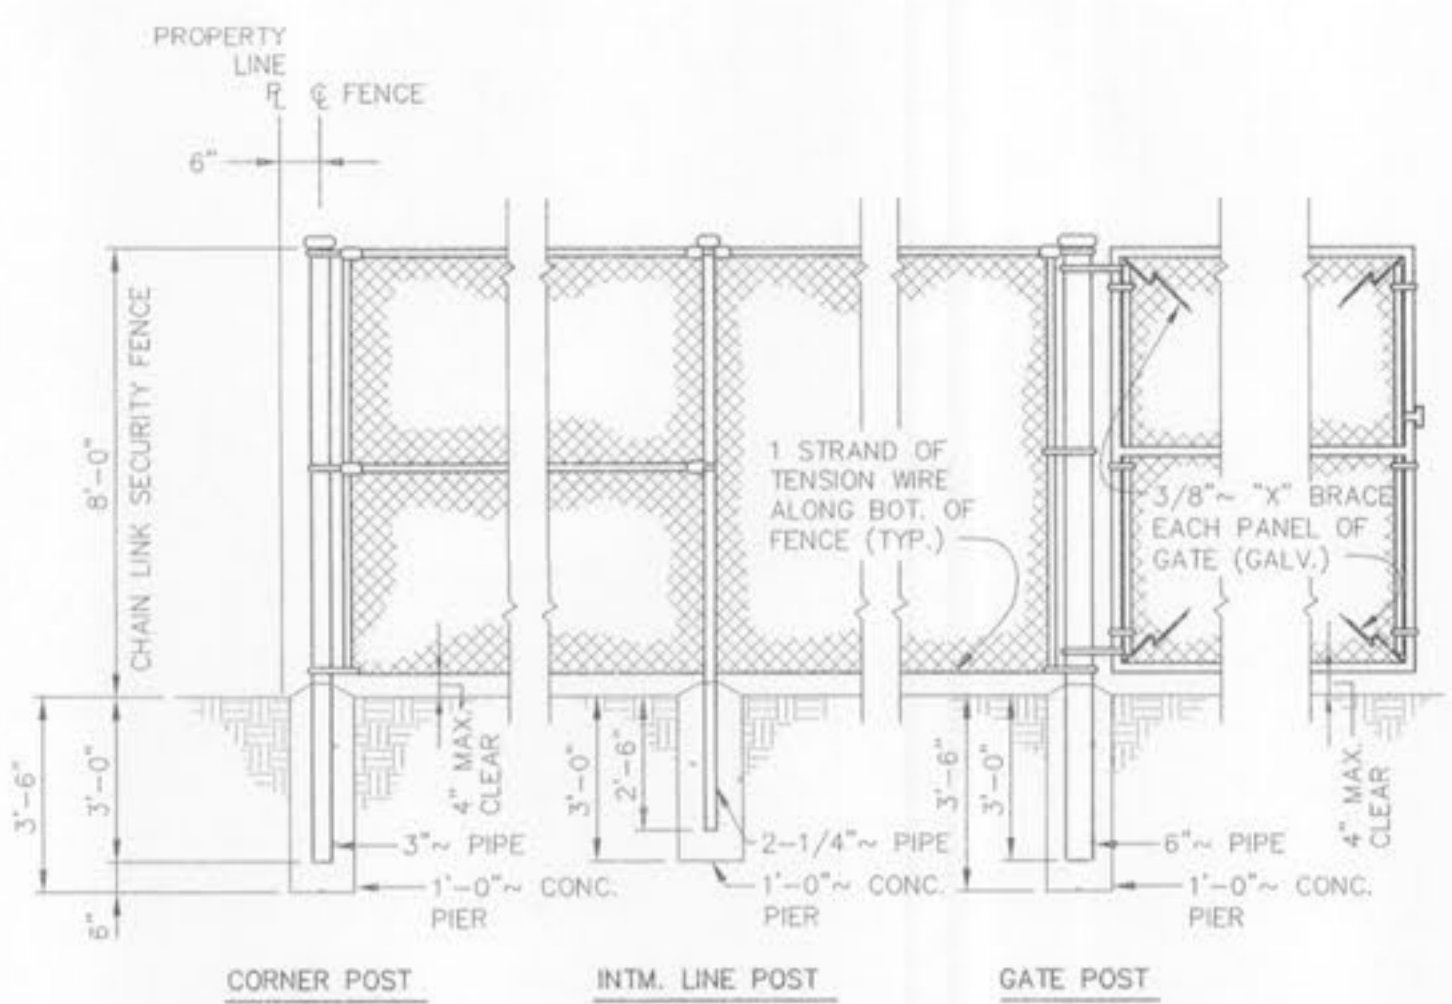 PROPERTY
LINE
PL CL FENCE
6"
8'-0"
CHAIN LINK SECURITY FENCE
1 STRAND OF
TENSION WIRE
ALONG BOT. OF
FENCE (TYP.)
3/8"~ "X" BRACE
EACH PANEL OF
GATE (GALV.)
3'-6"
3'-0"
6"
4" MAX.
CLEAR
3"~ PIPE
1'-0"~ CONC.
PIER
3'-0"
2'-6"
2-1/4"~ PIPE
1'-0"~ CONC.
PIER
3'-6"
3'-0"
6"~ PIPE
1'-0"~ CONC.
PIER
4" MAX.
CLEAR
CORNER POST
INTM. LINE POST
GATE POST